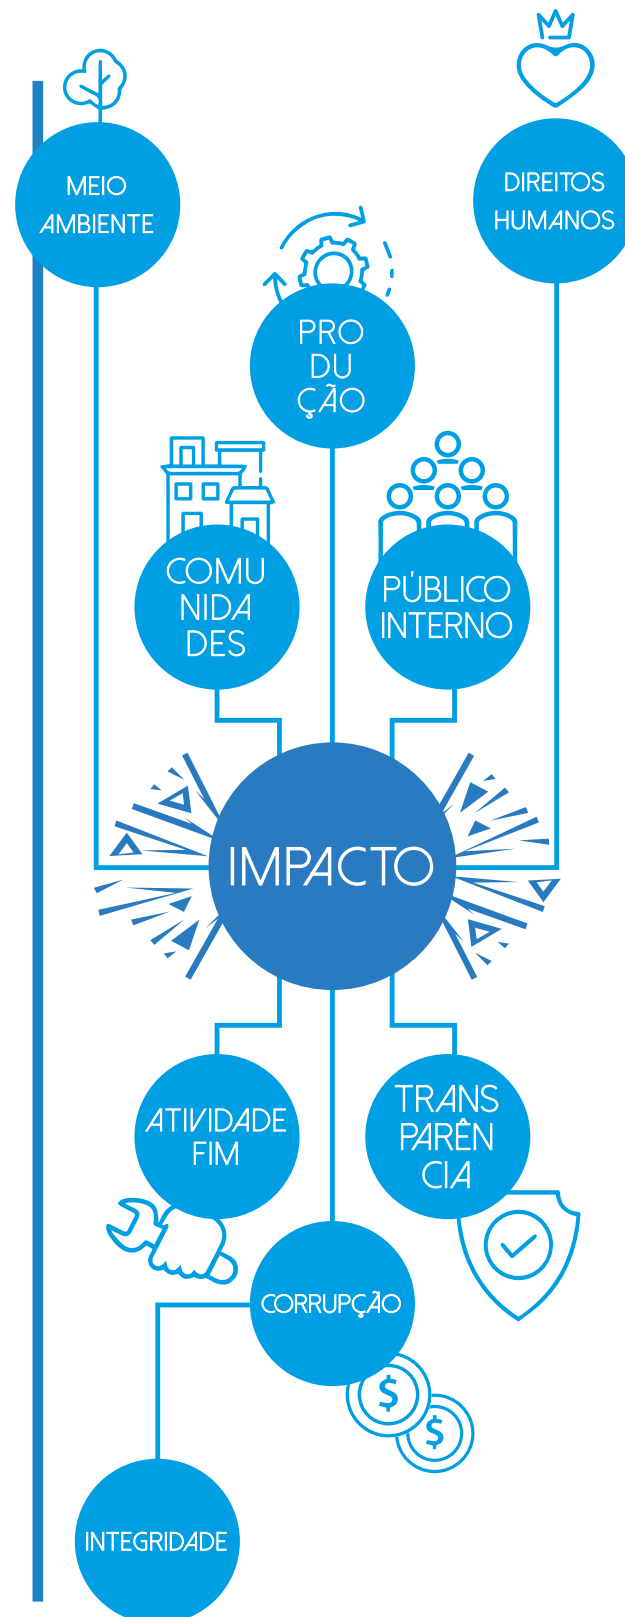 MEIO
AMBIENTE
DIREITOS
HUMANOS
PRO
DU
ÇÃO
COMU
NIDA
DES
PÚBLICO
INTERNO
IMPACTO
ATIVIDADE
FIM
TRANS
PARÊN
CIA
CORRUPÇÃO
$
$
INTEGRIDADE